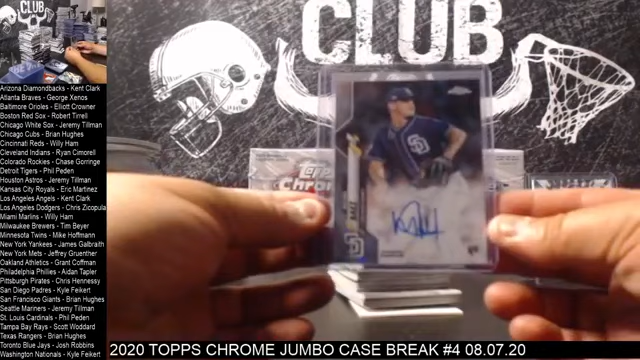 CLUB
Arizona Diamondbacks - Kent Clark
Atlanta Braves - George Xenos
Baltimore Orioles - Elliott Crowner
Boston Red Sox - Robert Tirrell
Chicago White Sox - Jeremy Tillman
Chicago Cubs - Brian Hughes
Cincinnati Reds - Willy Ham
Cleveland Indians - Ryan Cimorell
Colorado Rockies - Chase Gorringe
Detroit Tigers - Phil Peden
Houston Astros - Jeremy Tillman
Kansas City Royals - Eric Martinez
Los Angeles Angels - Kent Clark
Los Angeles Dodgers - Chris Zicopula
Miami Marlins - Willy Ham
Milwaukee Brewers - Tim Beyer
Minnesota Twins - Mike Hoffmann
New York Yankees - James Galbraith
New York Mets - Jeffrey Gruenther
Oakland Athletics - Grant Coffman
Philadelphia Phillies - Aidan Tapler
Pittsburgh Pirates - Chris Hennessy
San Diego Padres - Kyle Feikert
San Francisco Giants - Brian Hughes
Seattle Mariners - Jeremy Tillman
St. Louis Cardinals - Phil Peden
Tampa Bay Rays - Scott Woddard
Texas Rangers - Brian Hughes
Toronto Blue Jays - Josh Robbins
Washington Nationals - Kyle Feikert
Topps
Chro
SD
BAEZ
SD
2020 TOPPS CHROME JUMBO CASE BREAK #4 08.07.20